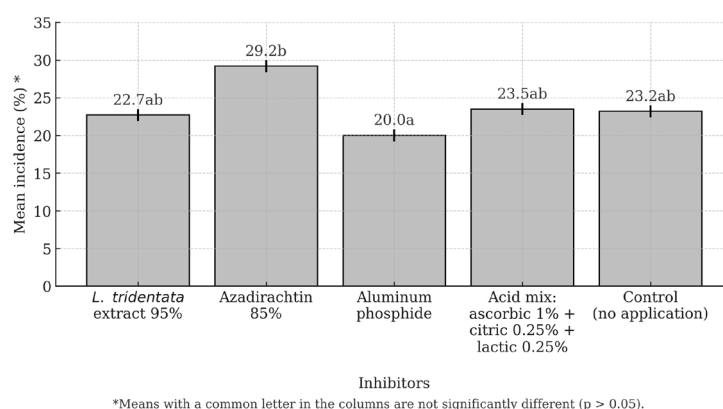 35
30
25
20
15
10
5
0
Mean incidence (%) *
22.7ab
29.2b
20.0a
23.5ab
23.2ab
L. tridentata
extract 95%
Azadirachtin
85%
Aluminum
phosphide
Acid mix:
ascorbic 1% +
citric 0.25% +
lactic 0.25%
Control
(no application)
Inhibitors
*Means with a common letter in the columns are not significantly different (p > 0.05).